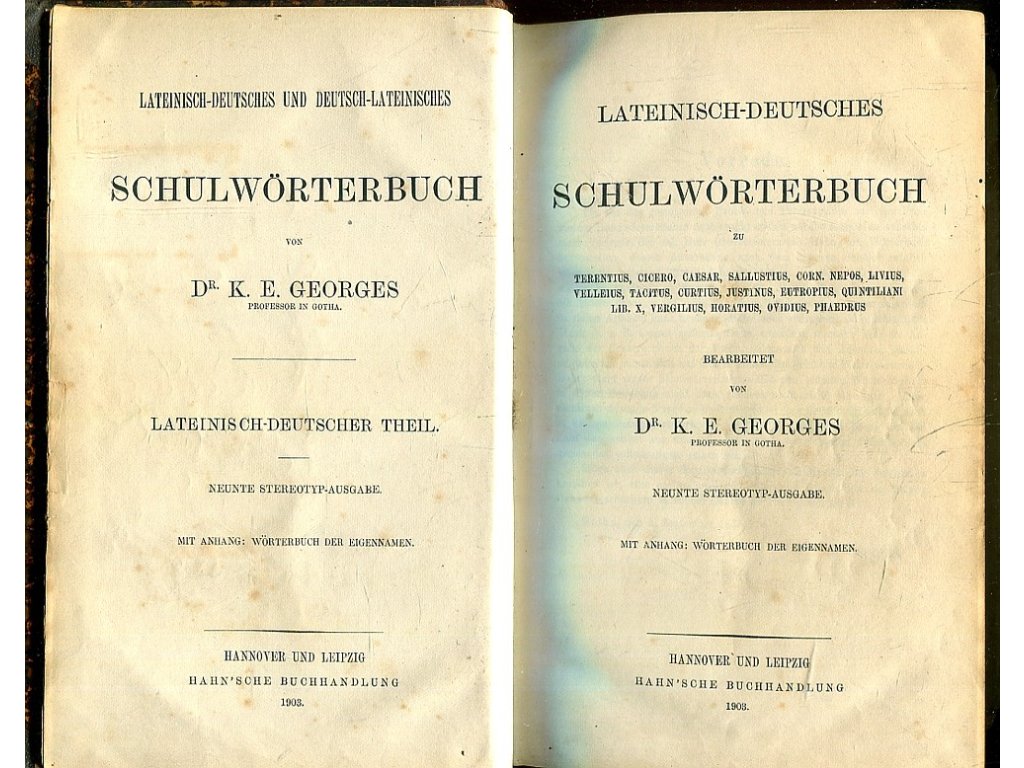 LATEINISCH-DEUTSCHES UND DEUTSCH-LATEINISCHES
SCHULWÖRTERBUCH
VON
DR. K. E. GEORGES
PROFESSOR IN GOTHA.
LATEINISCH-DEUTSCHER THEIL.
NEUNTE STEREOTYP-AUSGABE.
MIT ANHANG: WÖRTERBUCH DER EIGENNAMEN.
HANNOVER UND LEIPZIG
HAHN'SCHE BUCHHANDLUNG
1903.
LATEINISCH-DEUTSCHES
SCHULWÖRTERBUCH
ZU
TERENTIUS, CICERO, CAESAR, SALLUSTIUS, CORN. NEPOS, LIVIUS,
VELLEIUS, TACITUS, CURTIUS, JUSTINUS, EUTROPIUS, QUINTILIANI
LIB. X, VERGILIUS, HORATIUS, OVIDIUS, PHAEDRUS
BEARBEITET
VON
DR. K. E. GEORGES
PROFESSOR IN GOTHA.
NEUNTE STEREOTYP-AUSGABE.
MIT ANHANG: WÖRTERBUCH DER EIGENNAMEN.
HANNOVER UND LEIPZIG
HAHN'SCHE BUCHHANDLUNG
1903.